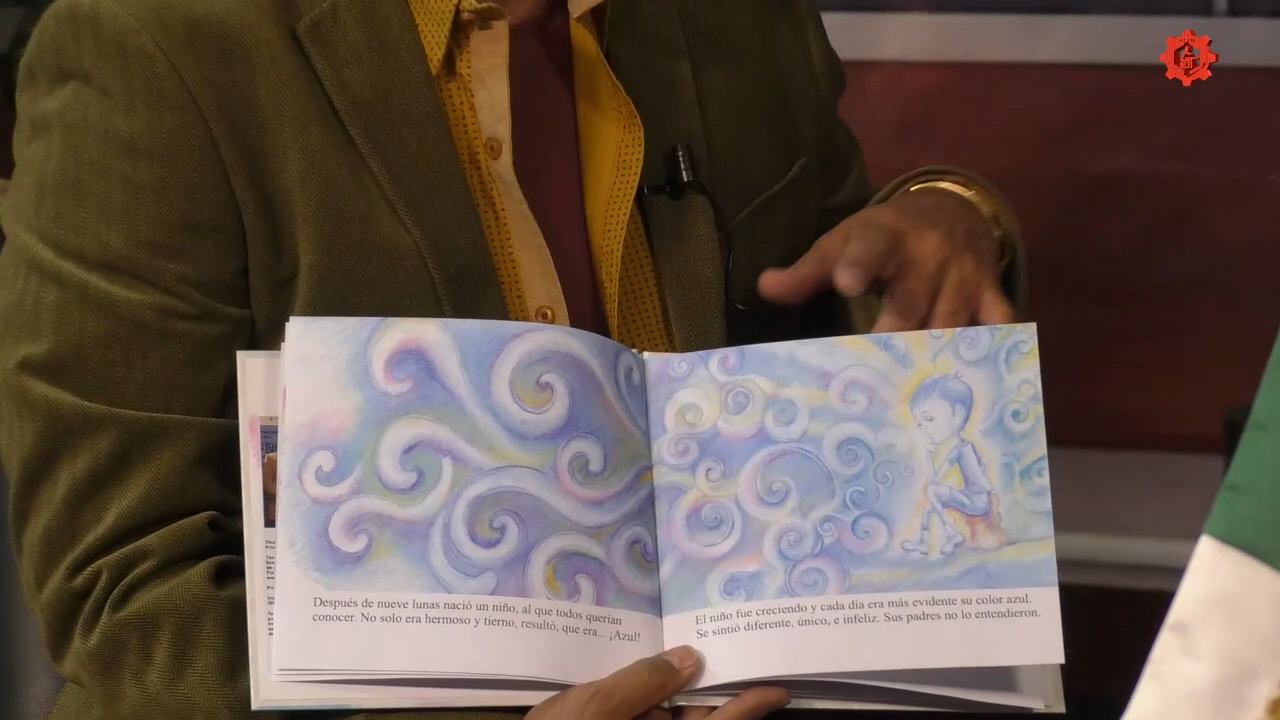 Después de nueve lunas nació un niño, al que todos querían
conocer. No solo era hermoso y tierno, resultó, que era... ¡Azul!
El niño fue creciendo y cada día era más evidente su color azul.
Se sintió diferente, único, e infeliz. Sus padres no lo entendieron.